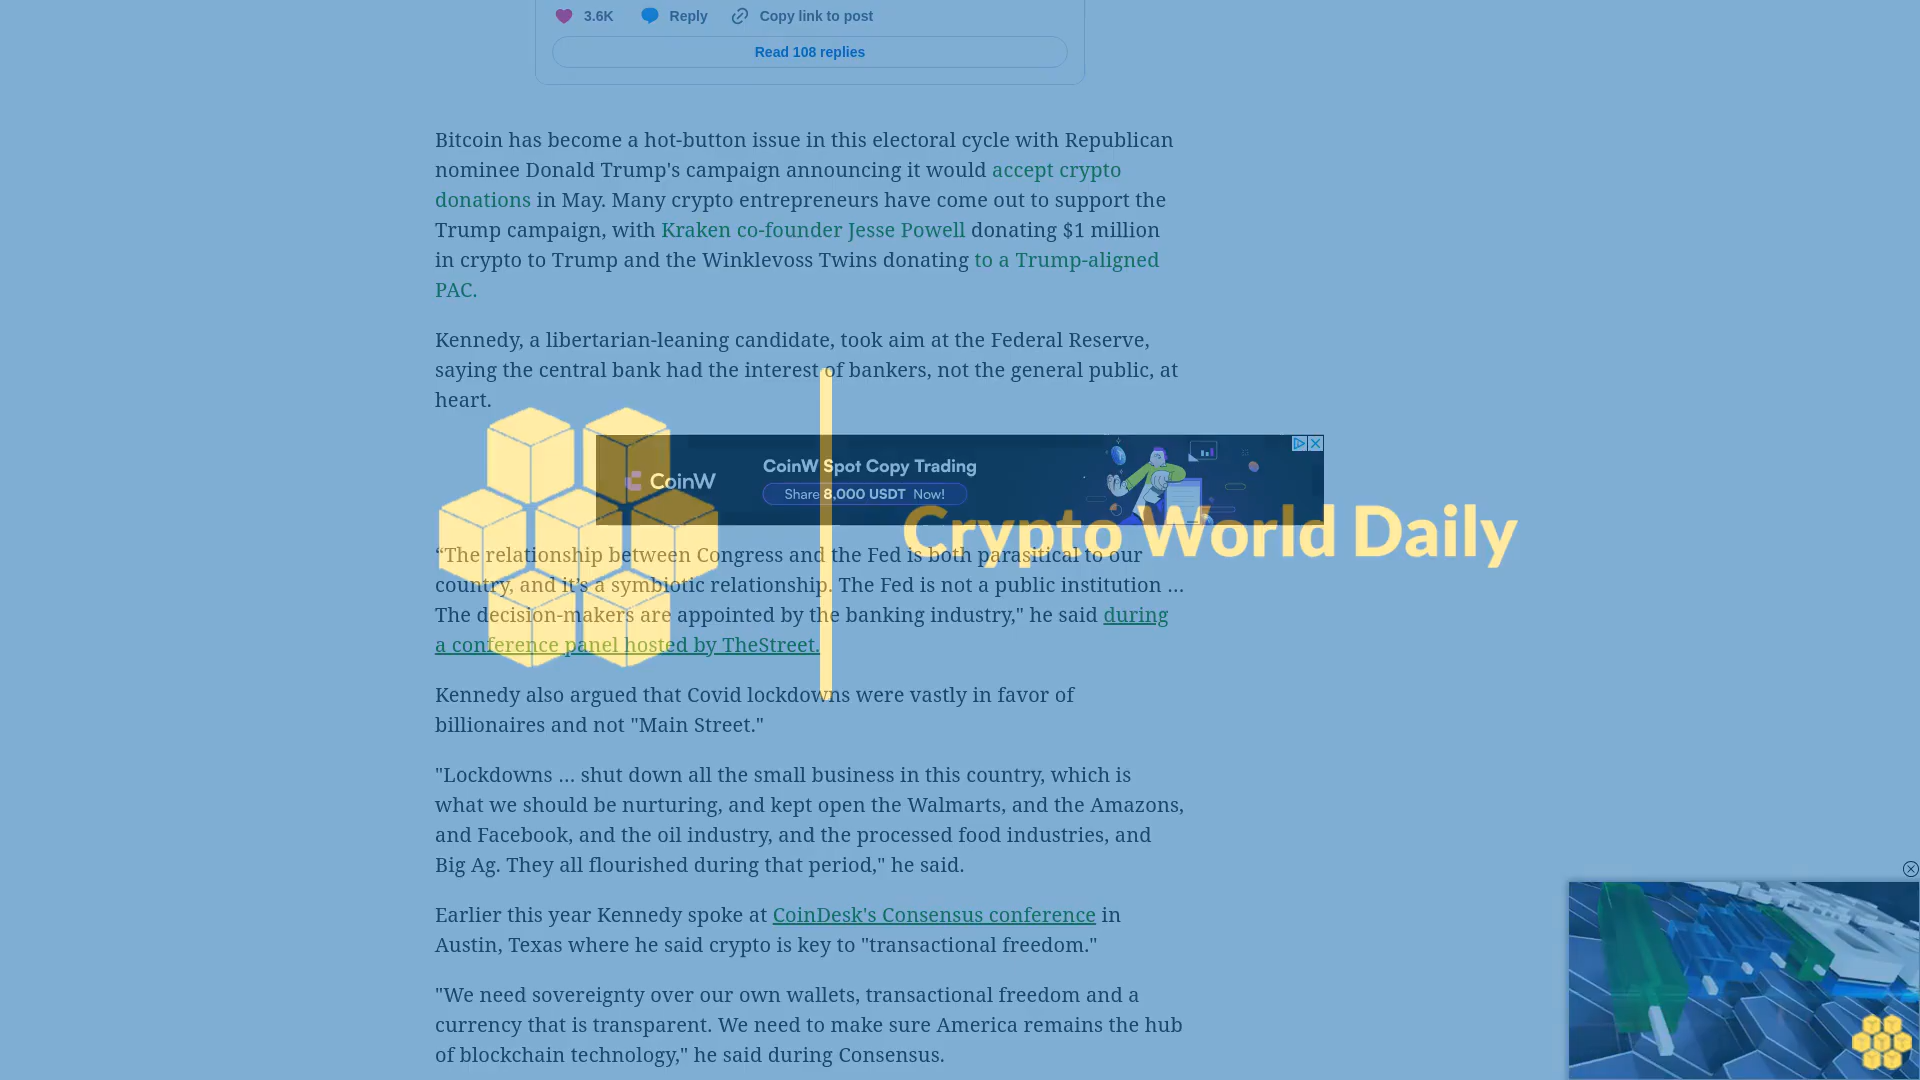 3.6K Reply Copy link to post
Read 108 replies
Bitcoin has become a hot-button issue in this electoral cycle with Republican
nominee Donald Trump's campaign announcing it would accept crypto
donations in May. Many crypto entrepreneurs have come out to support the
Trump campaign, with Kraken co-founder Jesse Powell donating $1 million
in crypto to Trump and the Winklevoss Twins donating to a Trump-aligned
PAC.
Kennedy, a libertarian-leaning candidate, took aim at the Federal Reserve,
saying the central bank had the interest of bankers, not the general public, at
heart.
CoinW
CoinW Spot Copy Trading
Share 8,000 USDT Now!
Crypto World Daily
“The relationship between Congress and the Fed is both parasitical to our
country, and it’s a symbiotic relationship. The Fed is not a public institution …
The decision-makers are appointed by the banking industry," he said during
a conference panel hosted by TheStreet.
Kennedy also argued that Covid lockdowns were vastly in favor of
billionaires and not "Main Street."
"Lockdowns … shut down all the small business in this country, which is
what we should be nurturing, and kept open the Walmarts, and the Amazons,
and Facebook, and the oil industry, and the processed food industries, and
Big Ag. They all flourished during that period," he said.
Earlier this year Kennedy spoke at CoinDesk's Consensus conference in
Austin, Texas where he said crypto is key to "transactional freedom."
"We need sovereignty over our own wallets, transactional freedom and a
currency that is transparent. We need to make sure America remains the hub
of blockchain technology," he said during Consensus.